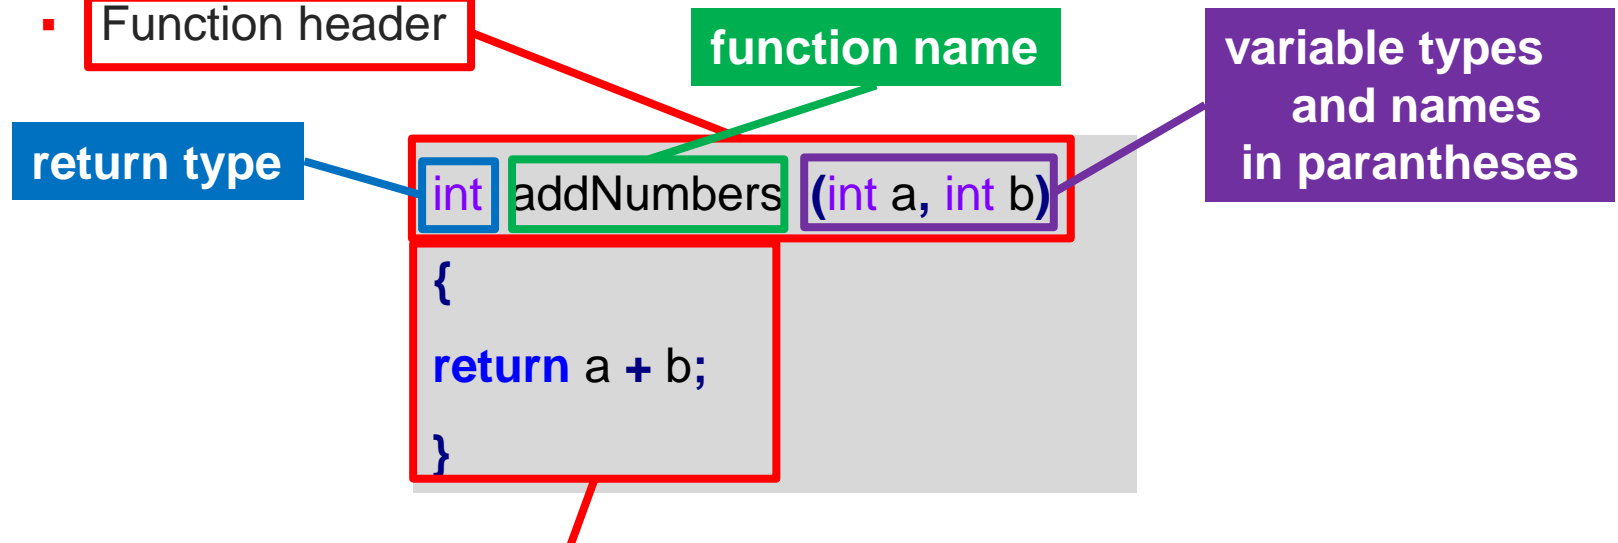 ▪ Function header
function name
variable types
and names
in parantheses
return type
int addNumbers (int a, int b)
{
return a + b;
}